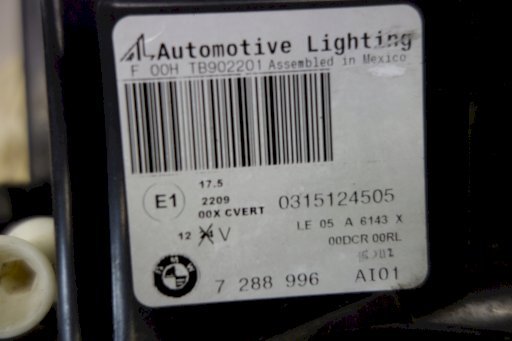 AL Automotive Lighting
F 00H TB902201 Assembled in Mexico
E1
17.5
2209
00X CVERT
0315124505
12 V
LE 05 A 6143 X
00DCR 00RL
BMW
7 288 996
AI01